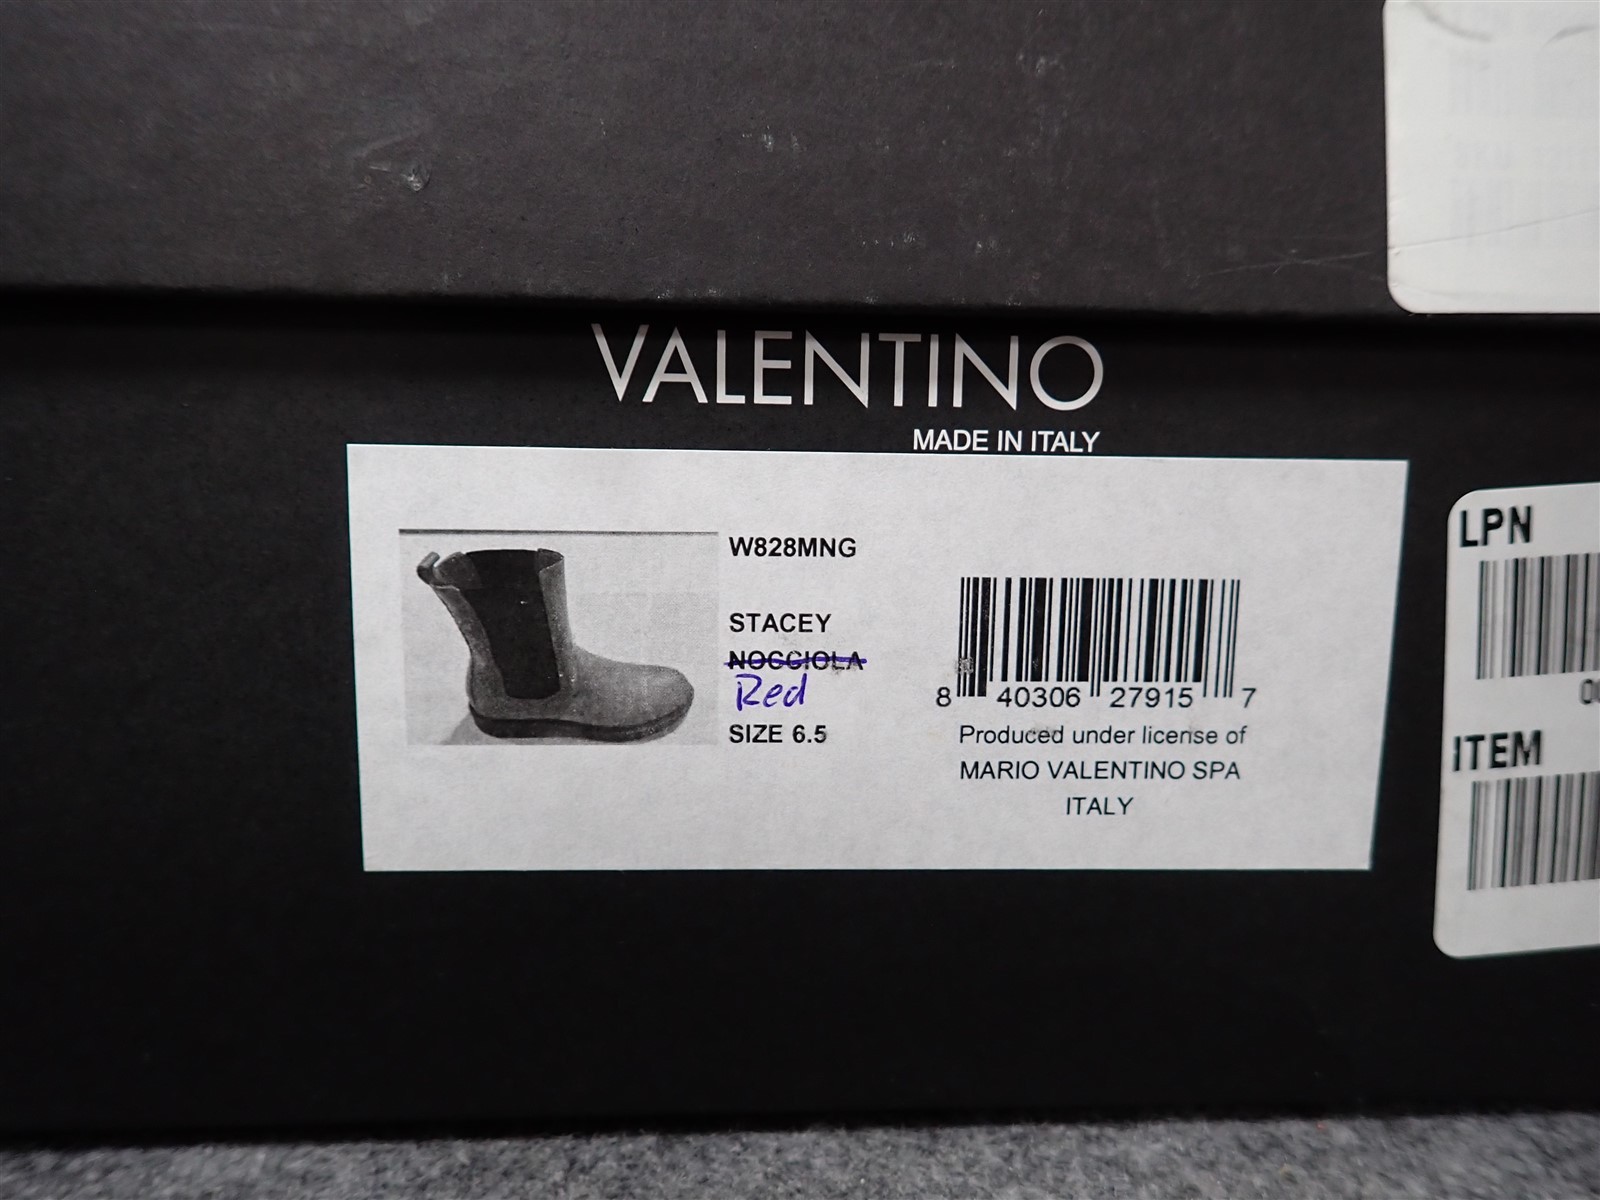 VALENTINO
MADE IN ITALY
W828MNG
STACEY
NOCCIOLA
Red
SIZE 6.5
8 40306 27915 7
Produced under license of
MARIO VALENTINO SPA
ITALY
LPN
ITEM